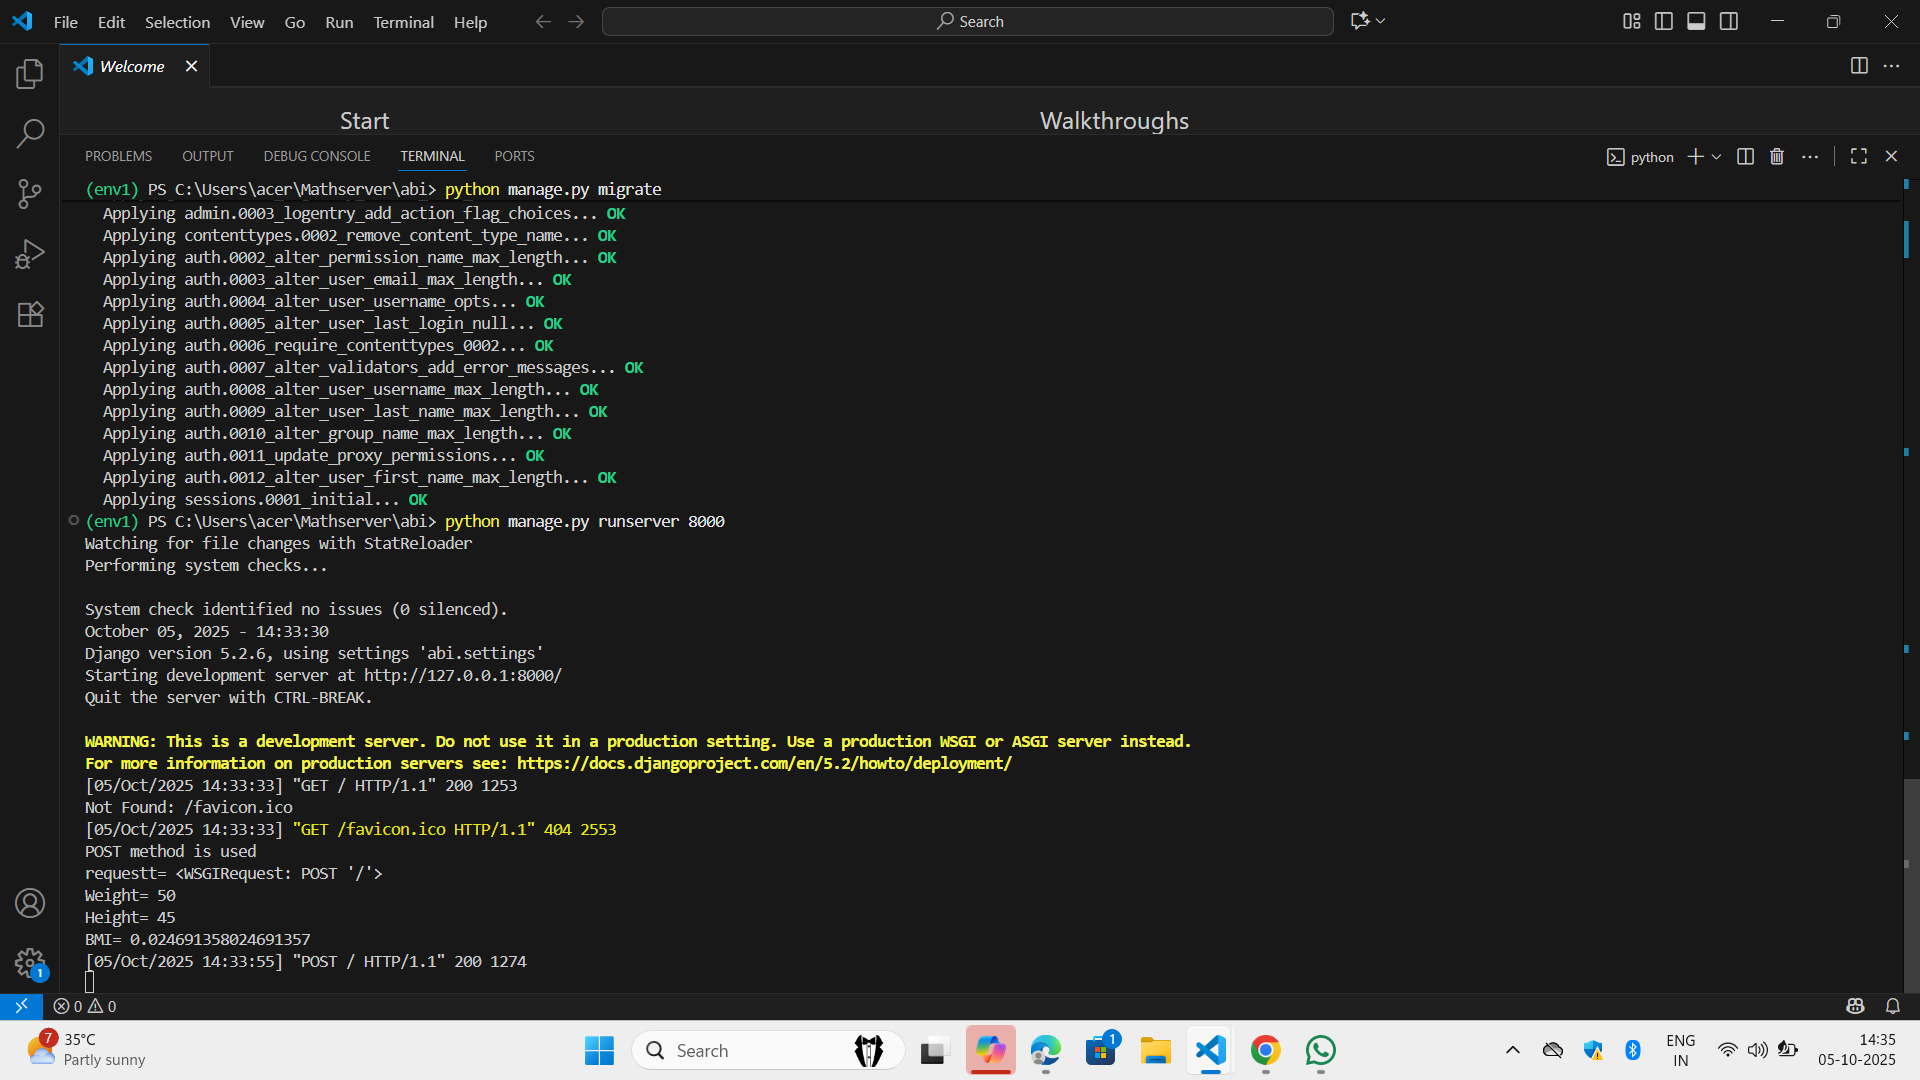 File Edit Selection View Go Run Terminal Help
Search
Welcome
Start
Walkthroughs
PROBLEMS OUTPUT DEBUG CONSOLE TERMINAL PORTS
python
(env1) PS C:\Users\acer\Mathserver\abi> python manage.py migrate
Applying admin.0003_logentry_add_action_flag_choices... OK
Applying contenttypes.0002_remove_content_type_name... OK
Applying auth.0002_alter_permission_name_max_length... OK
Applying auth.0003_alter_user_email_max_length... OK
Applying auth.0004_alter_user_username_opts... OK
Applying auth.0005_alter_user_last_login_null... OK
Applying auth.0006_require_contenttypes_0002... OK
Applying auth.0007_alter_validators_add_error_messages... OK
Applying auth.0008_alter_user_username_max_length... OK
Applying auth.0009_alter_user_last_name_max_length... OK
Applying auth.0010_alter_group_name_max_length... OK
Applying auth.0011_update_proxy_permissions... OK
Applying auth.0012_alter_user_first_name_max_length... OK
Applying sessions.0001_initial... OK
(env1) PS C:\Users\acer\Mathserver\abi> python manage.py runserver 8000
Watching for file changes with StatReloader
Performing system checks...
System check identified no issues (0 silenced).
October 05, 2025 - 14:33:30
Django version 5.2.6, using settings 'abi.settings'
Starting development server at http://127.0.0.1:8000/
Quit the server with CTRL-BREAK.
WARNING: This is a development server. Do not use it in a production setting. Use a production WSGI or ASGI server instead.
For more information on production servers see: https://docs.djangoproject.com/en/5.2/howto/deployment/
[05/Oct/2025 14:33:33] "GET / HTTP/1.1" 200 1253
Not Found: /favicon.ico
[05/Oct/2025 14:33:33] "GET /favicon.ico HTTP/1.1" 404 2553
POST method is used
requestt= <WSGIRequest: POST '/'>
Weight= 50
Height= 45
BMI= 0.024691358024691357
[05/Oct/2025 14:33:55] "POST / HTTP/1.1" 200 1274
1
0 0
7
35°C
Partly sunny
Search
1
ENG
IN
14:35
05-10-2025